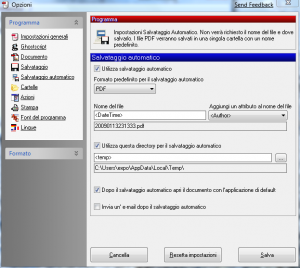 Opzioni
Send Feedback
Programma
Impostazioni generali
Ghostscript
Documento
Salvataggio
Salvataggio automatico
Cartelle
Azioni
Stampa
Font del programma
Lingue
Formato
Programma
Impostazioni Salvataggio Automatico. Non verrà richiesto il nome del file e dove
salvarlo. I file PDF verranno salvati in una singola cartella con un nome
predefinito.
Salvataggio automatico
Utilizza salvataggio automatico
Formato predefinito per il salvataggio automatico
PDF
Nome del file
Aggiungi un attributo al nome del file
<DateTime>
<Author>
20090113231333.pdf
Utilizza questa directory per il salvataggio automatico
<temp>
...
C:\Users\expo\AppData\Local\Temp\
Dopo il salvataggio automatico apri il documento con l'applicazione di default
Invia un' e-mail dopo il salvataggio automatico
Cancella
Resetta impostazioni
Salva